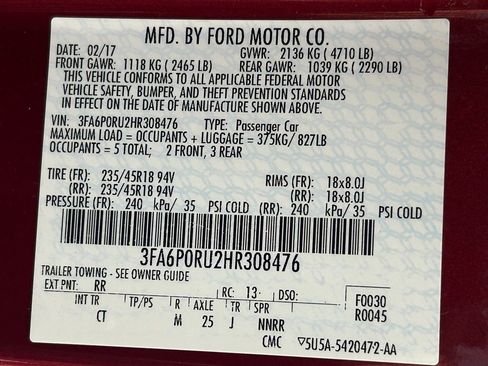 MFD. BY FORD MOTOR CO.
DATE: 02/17 GVWR: 2136 KG ( 4710 LB)
FRONT GAWR: 1118 KG ( 2465 LB) REAR GAWR: 1039 KG ( 2290 LB)
THIS VEHICLE CONFORMS TO ALL APPLICABLE FEDERAL MOTOR
VEHICLE SAFETY, BUMPER, AND THEFT PREVENTION STANDARDS
IN EFFECT ON THE DATE OF MANUFACTURE SHOWN ABOVE.
VIN: 3FA6P0RU2HR308476 TYPE: Passenger Car
MAXIMUM LOAD = OCCUPANTS + LUGGAGE = 375KG/ 827LB
OCCUPANTS = 5 TOTAL; 2 FRONT, 3 REAR
TIRE (FR): 235/45R18 94V RIMS (FR): 18x8.0J
(RR): 235/45R18 94V (RR): 18x8.0J
PRESSURE (FR): 240 kPa/ 35 PSI COLD (RR): 240 kPa/ 35 PSI COLD
3FA6P0RU2HR308476
TRAILER TOWING - SEE OWNER GUIDE
EXT PNT: RR RC: 13 DSO: F0030
INT TR TP/PS R AXLE TR SPR R0045
CT M 25 J NNRR
CMC ▽5U5A-5420472-AA